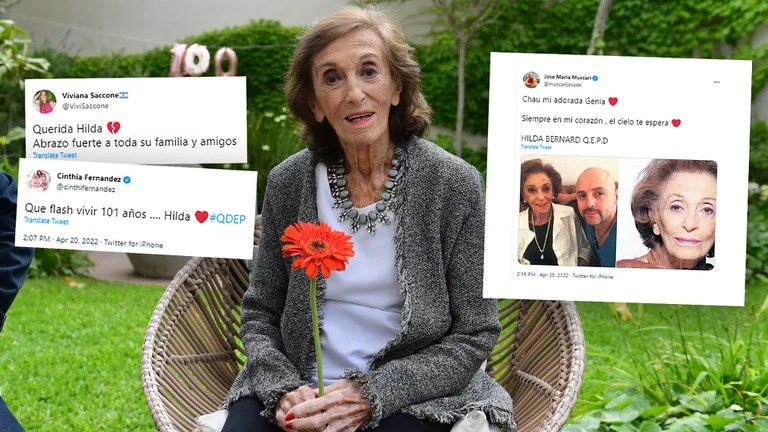 100
Viviana Saccone
@ViviSaccone
Querida Hilda 💔
Abrazo fuerte a toda su familia y amigos
Translate Tweet
Cinthia Fernandez
@cinthifernandez
Que flash vivir 101 años .... Hilda ❤️#QDEP
Translate Tweet
2:07 PM · Apr 20, 2022 · Twitter for iPhone
Jose Maria Muscari
@muscarijosoek
Chau mi adorada Genia ❤️
Siempre en mi corazón , el cielo te espera ❤️
HILDA BERNARD Q.E.P.D
Translate Tweet
2:18 PM · Apr 20, 2022 · Twitter for iPhone